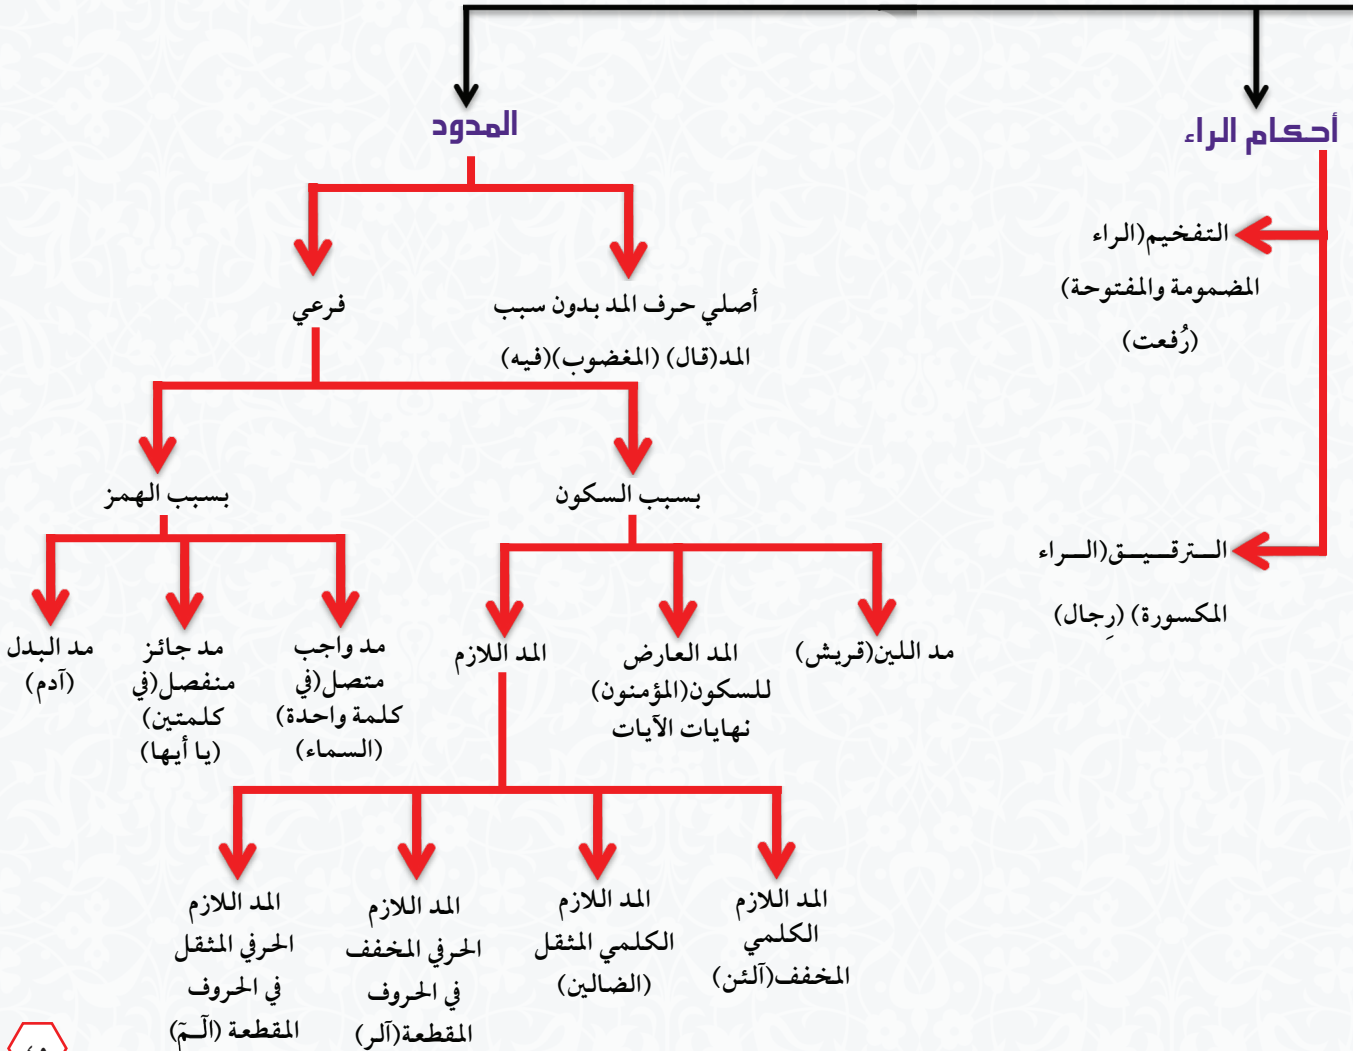 أحكام الراء
التفخيم(الراء
المضمومة والمفتوحة)
(رُفعت)
الــترقــيــق(الــراء
المكسورة) (رِجال)
المدود
أصلي حرف المد بدون سبب
المد(قال) (المغضوب)(فيه)
فرعي
بسبب السكون
بسبب الهمز
مد اللين(قريش)
المد العارض
للسكون(المؤمنون)
نهايات الآيات
المد اللازم
مد واجب
متصل(في
كلمة واحدة)
(السماء)
مد جائز
منفصل(في
كلمتين)
(يا أيها)
مد البدل
(آدم)
المد اللازم
الكلمي
المخفف(آلئن)
المد اللازم
الكلمي المثقل
(الضالين)
المد اللازم
الحرفي المخفف
في الحروف
المقطعة(آلر)
المد اللازم
الحرفي المثقل
في الحروف
المقطعة (الٓـمٓ)